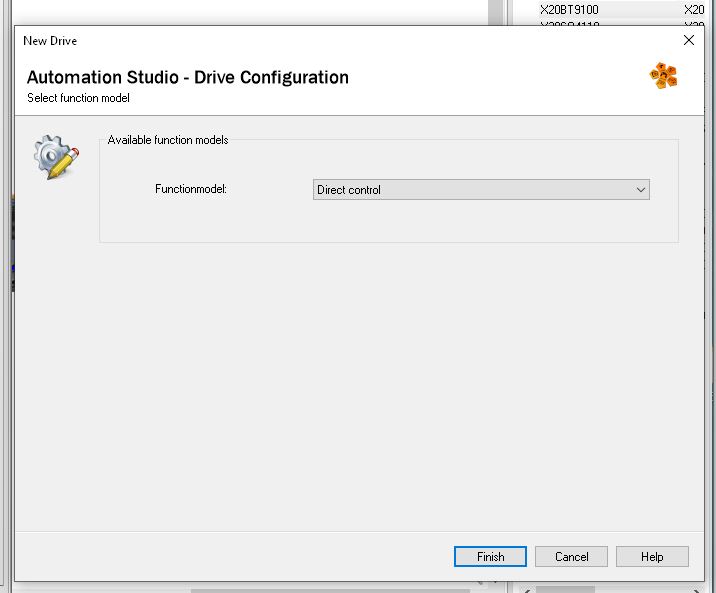 X20BT9100 X20
New Drive
Automation Studio - Drive Configuration
Select function model
Available function models
Functionmodel:
Direct control
Finish
Cancel
Help